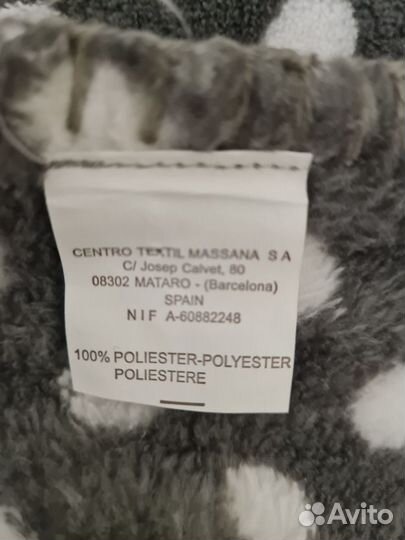 CENTRO TEXTIL MASSANA S A
C/ Josep Calvet, 80
08302 MATARO - (Barcelona)
SPAIN
N I F A-60882248
100% POLIESTER-POLYESTER
POLIESTERE
Avito